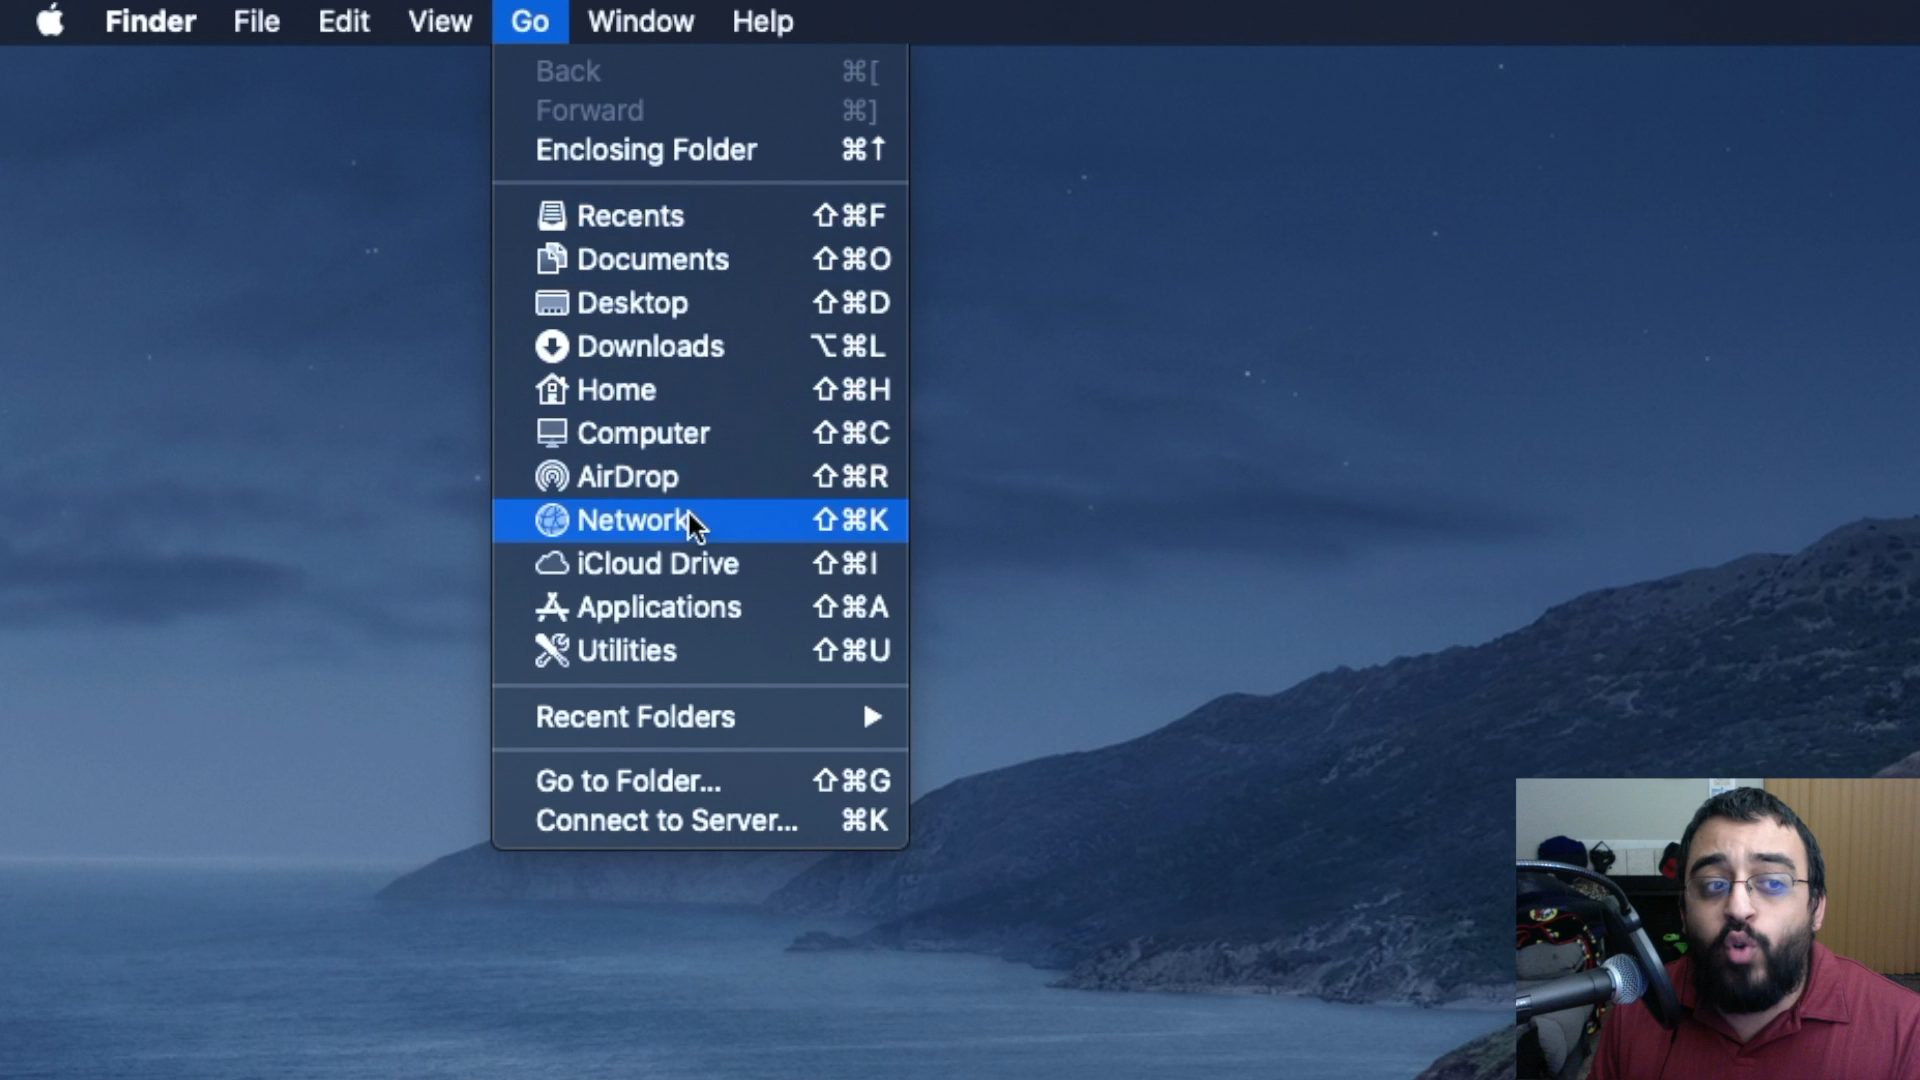 Finder File Edit View Go Window Help
Back ⌘[
Forward ⌘]
Enclosing Folder ⌘↑
Recents ⇧⌘F
Documents ⇧⌘O
Desktop ⇧⌘D
Downloads ⌥⌘L
Home ⇧⌘H
Computer ⇧⌘C
AirDrop ⇧⌘R
Network ⇧⌘K
iCloud Drive ⇧⌘I
Applications ⇧⌘A
Utilities ⇧⌘U
Recent Folders ▶
Go to Folder... ⇧⌘G
Connect to Server... ⌘K